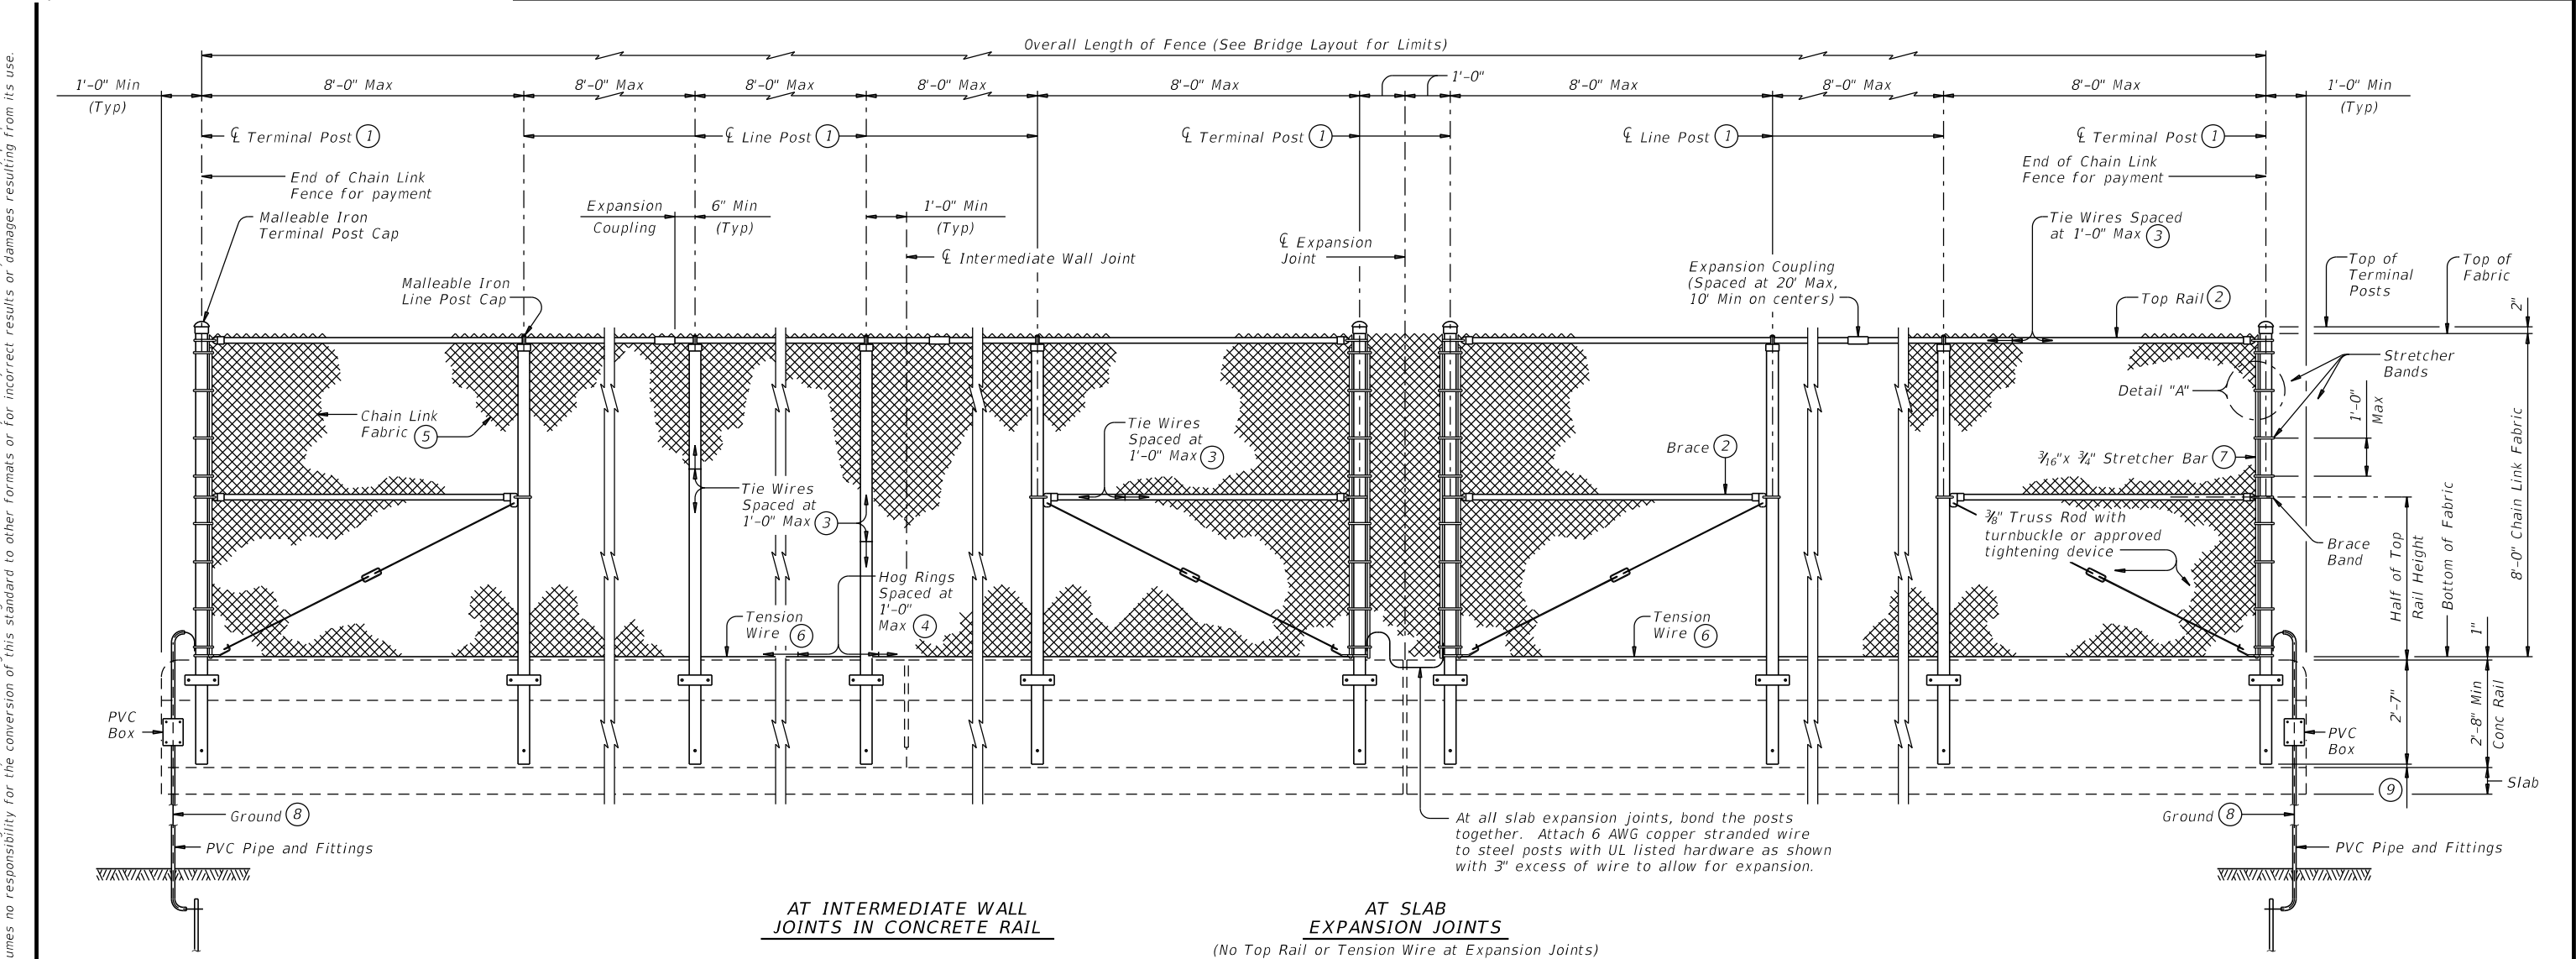 Overall Length of Fence (See Bridge Layout for Limits)
1'-0" Min
(Typ)
8'-0" Max
8'-0" Max
8'-0" Max
8'-0" Max
8'-0" Max
1'-0"
8'-0" Max
8'-0" Max
8'-0" Max
1'-0" Min
(Typ)
℄ Terminal Post 1
℄ Line Post 1
℄ Terminal Post 1
℄ Line Post 1
℄ Terminal Post 1
End of Chain Link
Fence for payment
End of Chain Link
Fence for payment
Malleable Iron
Terminal Post Cap
Expansion
Coupling
6" Min
(Typ)
1'-0" Min
(Typ)
℄ Intermediate Wall Joint
℄ Expansion
Joint
Tie Wires Spaced
at 1'-0" Max 3
Malleable Iron
Line Post Cap
Expansion Coupling
(Spaced at 20' Max,
10' Min on centers)
Top Rail 2
Top of
Terminal
Posts
Top of
Fabric
2"
Stretcher
Bands
Detail "A"
1'-0"
Max
Chain Link
Fabric 5
Tie Wires
Spaced at
1'-0" Max 3
Brace 2
3/16"x 3/4" Stretcher Bar 7
Tie Wires
Spaced at
1'-0" Max 3
3/8" Truss Rod with
turnbuckle or approved
tightening device
Brace
Band
Half of Top
Rail Height
Bottom of Fabric
8'-0" Chain Link Fabric
Hog Rings
Spaced at
1'-0"
Max 4
Tension
Wire 6
Tension
Wire 6
1"
PVC
Box
PVC
Box
2'-7"
2'-8" Min
Conc Rail
9
Slab
Ground 8
PVC Pipe and Fittings
Ground 8
PVC Pipe and Fittings
At all slab expansion joints, bond the posts
together. Attach 6 AWG copper stranded wire
to steel posts with UL listed hardware as shown
with 3" excess of wire to allow for expansion.
AT INTERMEDIATE WALL
JOINTS IN CONCRETE RAIL
AT SLAB
EXPANSION JOINTS
(No Top Rail or Tension Wire at Expansion Joints)
umes no responsibility for the conversion of this standard to other formats or for incorrect results or damages resulting from its use.